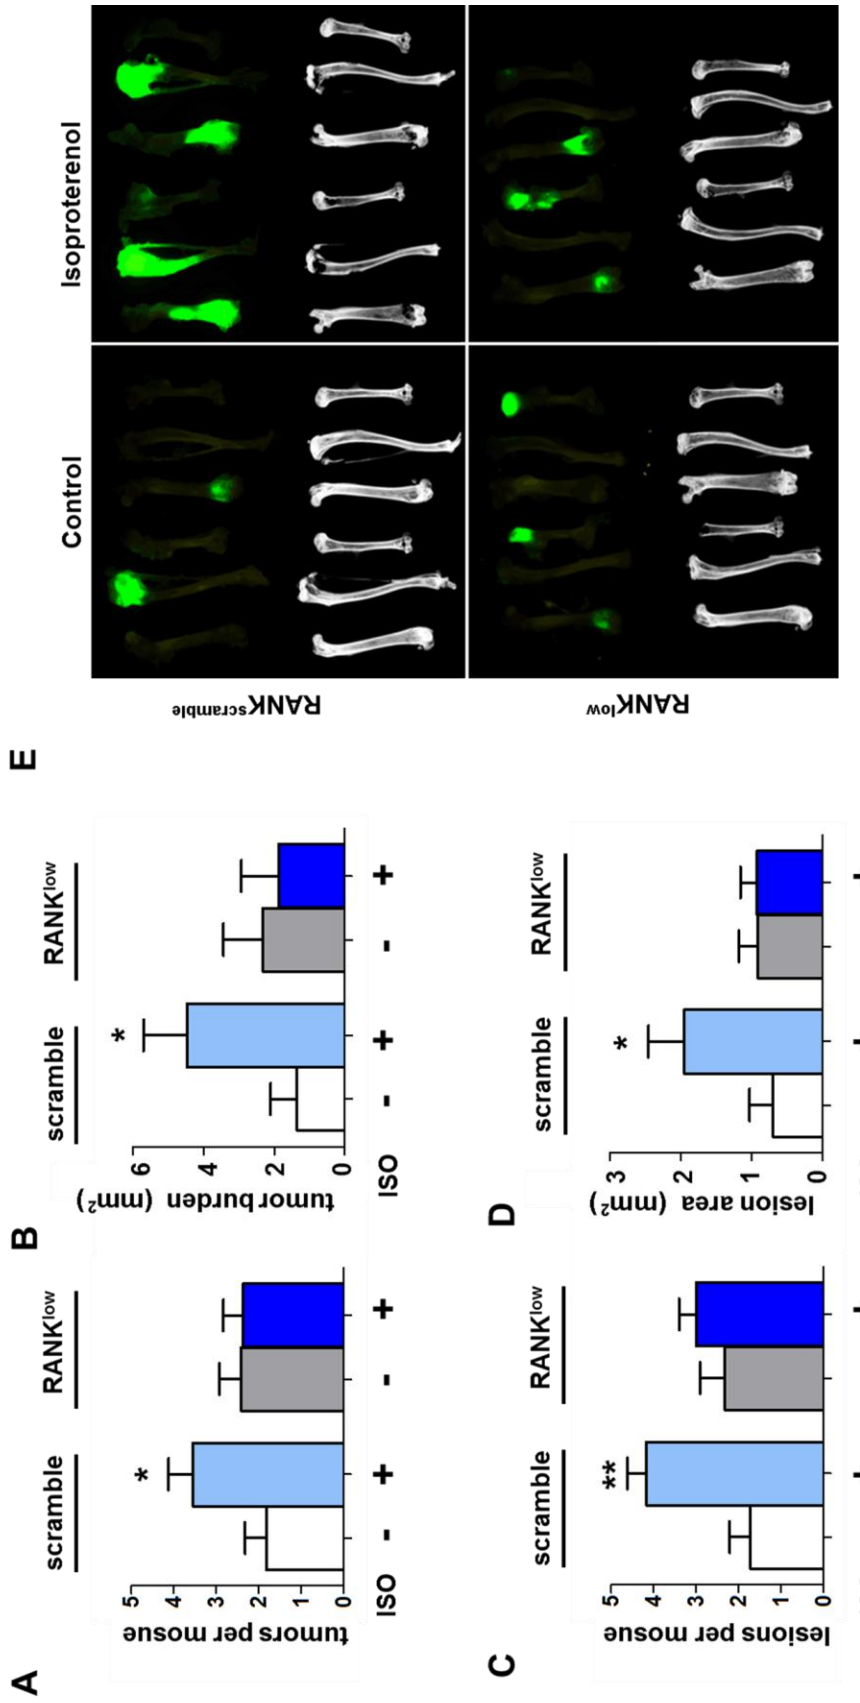 A
tumors per mosue
5
4
3
2
1
0
scramble
RANKlow
*
ISO
-
+
-
+
B
tumor burden (mm²)
6
4
2
0
scramble
RANKlow
*
ISO
-
+
-
+
C
lesions per mosue
5
4
3
2
1
0
scramble
RANKlow
**
D
lesion area (mm²)
3
2
1
0
scramble
RANKlow
*
E
Control
Isoproterenol
RANKscramble
RANKlow